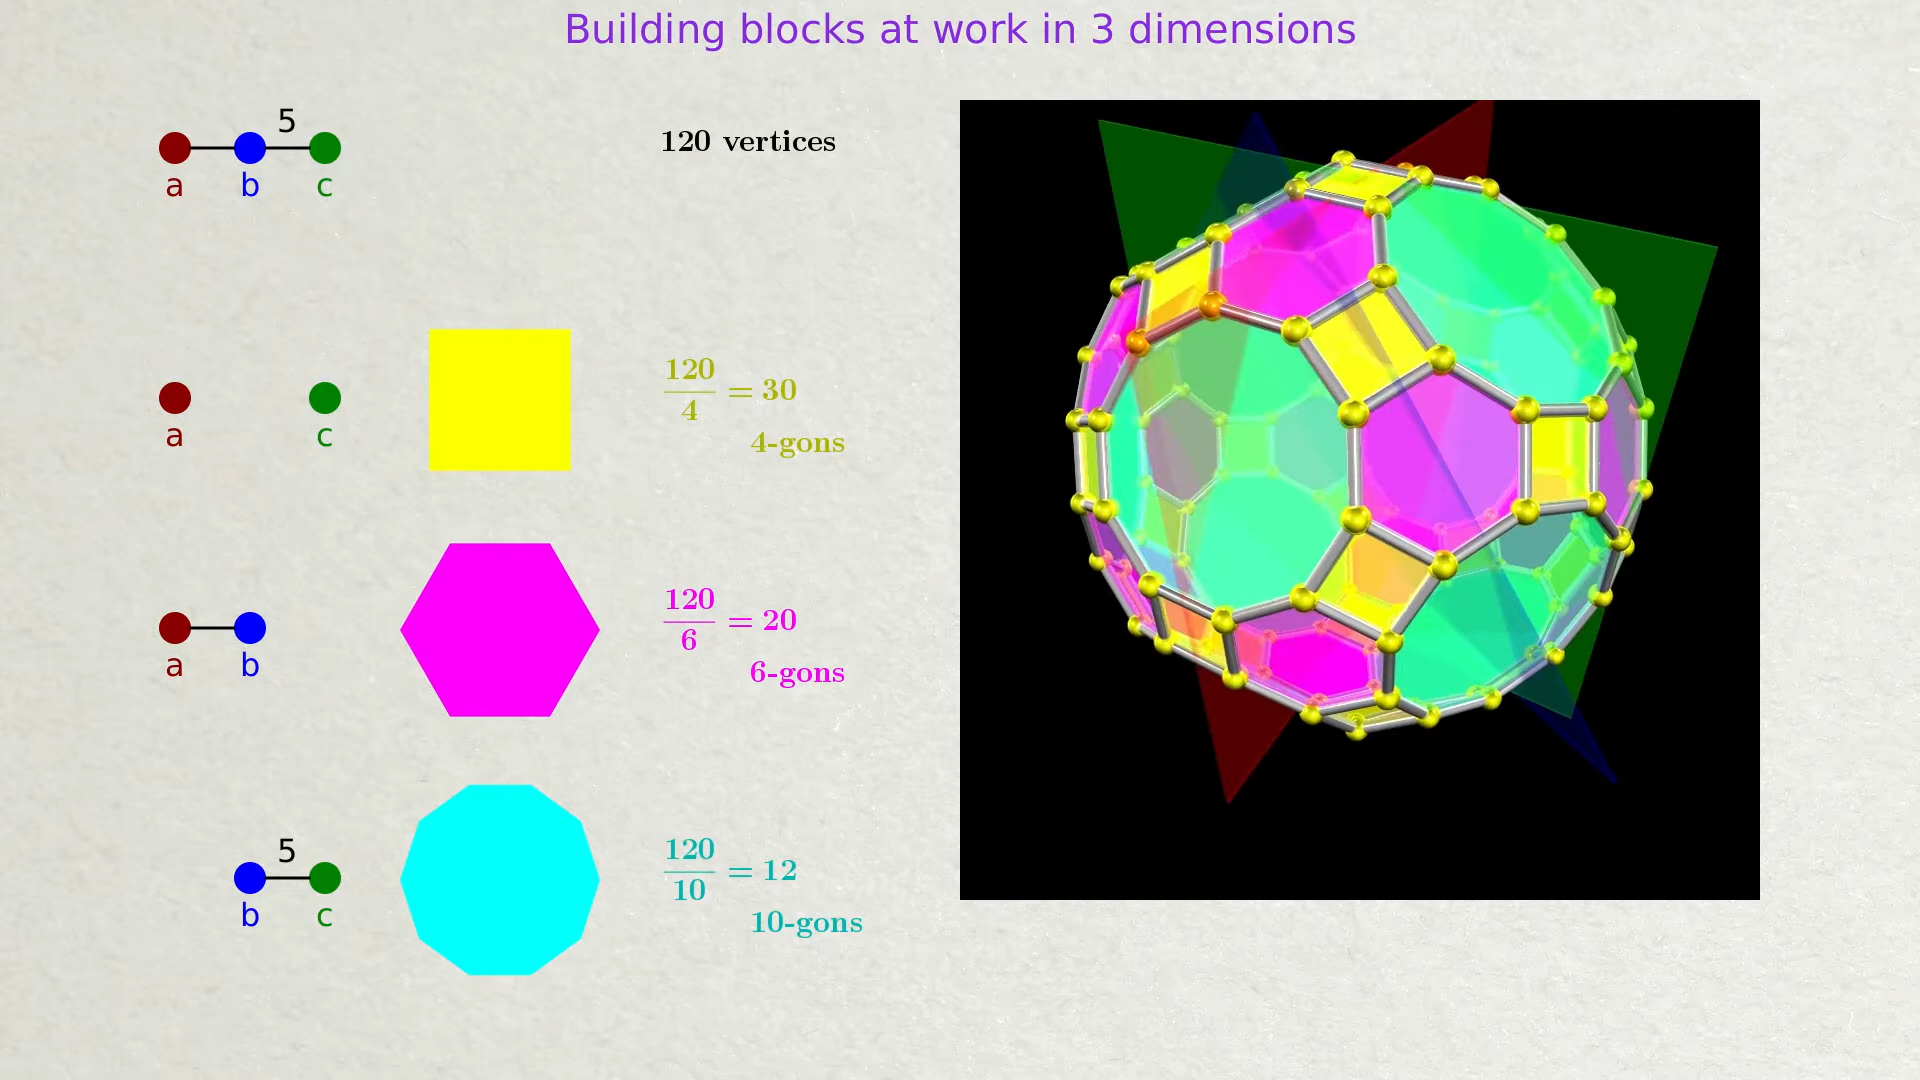 Building blocks at work in 3 dimensions
5
a b c
120 vertices
a c
120/4 = 30
4-gons
a b
120/6 = 20
6-gons
5
b c
120/10 = 12
10-gons